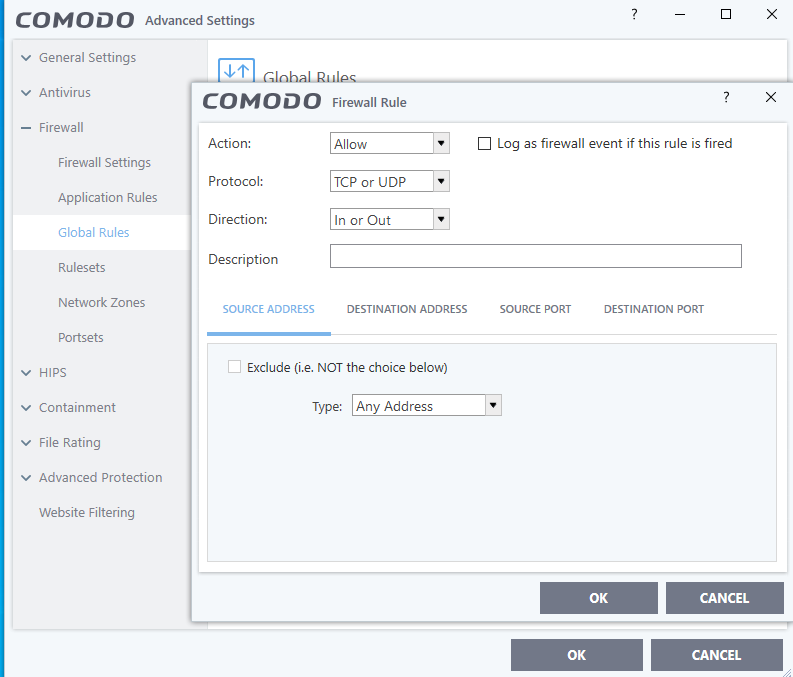 COMODO Advanced Settings ?
General Settings
Antivirus
Firewall
Firewall Settings
Application Rules
Global Rules
Rulesets
Network Zones
Portsets
HIPS
Containment
File Rating
Advanced Protection
Website Filtering
Global Rules
COMODO Firewall Rule ?
Action: Allow Log as firewall event if this rule is fired
Protocol: TCP or UDP
Direction: In or Out
Description
SOURCE ADDRESS DESTINATION ADDRESS SOURCE PORT DESTINATION PORT
Exclude (i.e. NOT the choice below)
Type: Any Address
OK CANCEL
OK CANCEL